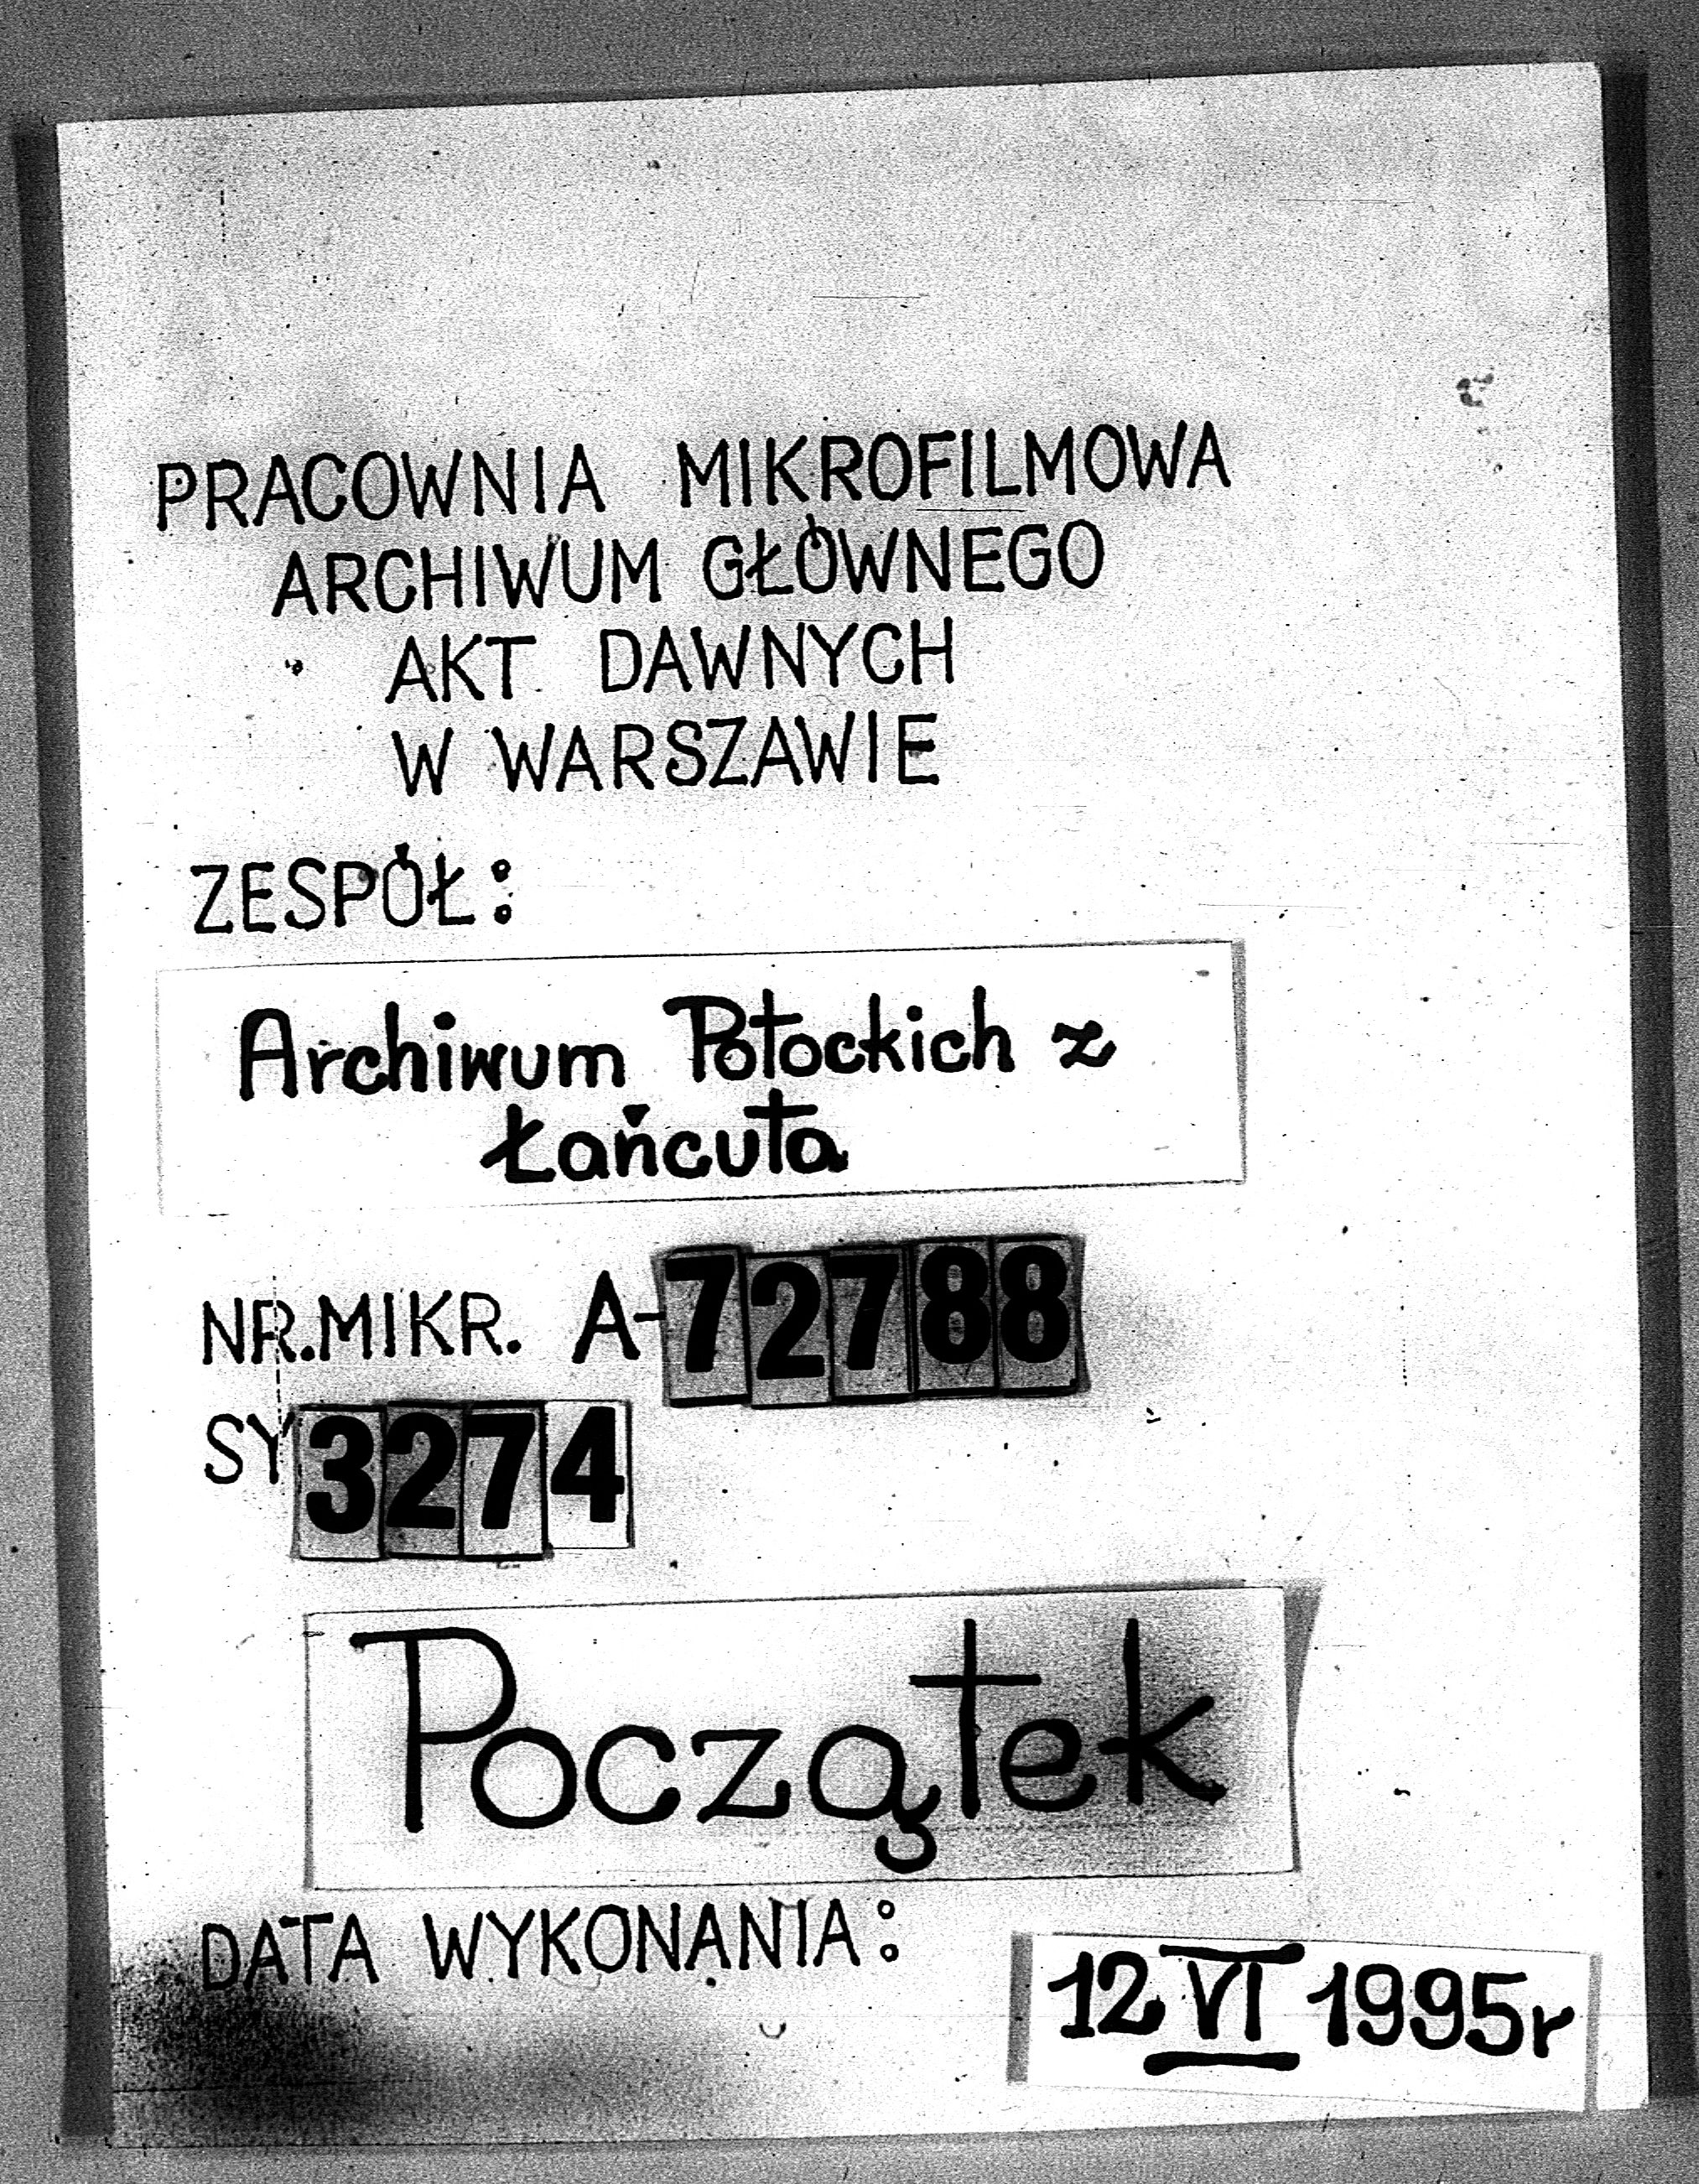 PRACOWNIA MIKROFILMOWA
ARCHIWUM GŁÓWNEGO
AKT DAWNYCH
W WARSZAWIE
ZESPÓŁ:
Archiwum Potockich z
Łańcuta
NR.MIKR. A-72788
SY 3274
Początek
DATA WYKONANIA: 12 VI 1995r